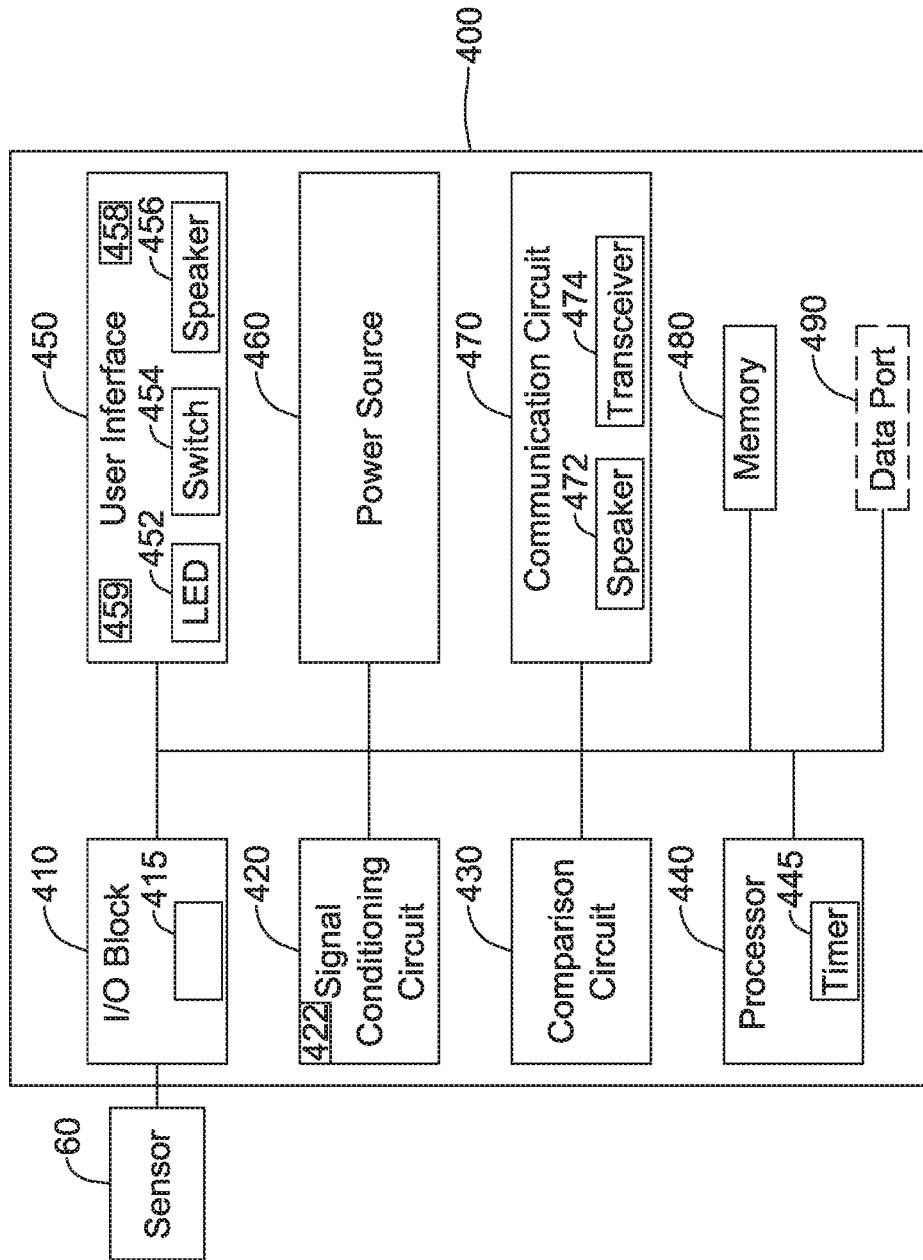 400
60
Sensor
410
I/O Block
415
420
422
Signal
Conditioning
Circuit
430
Comparison
Circuit
440
Processor
445
Timer
450
459
User Inferface
458
452
454
456
LED
Switch
Speaker
460
Power Source
470
Communication Circuit
472
474
Speaker
Transceiver
480
Memory
490
Data Port